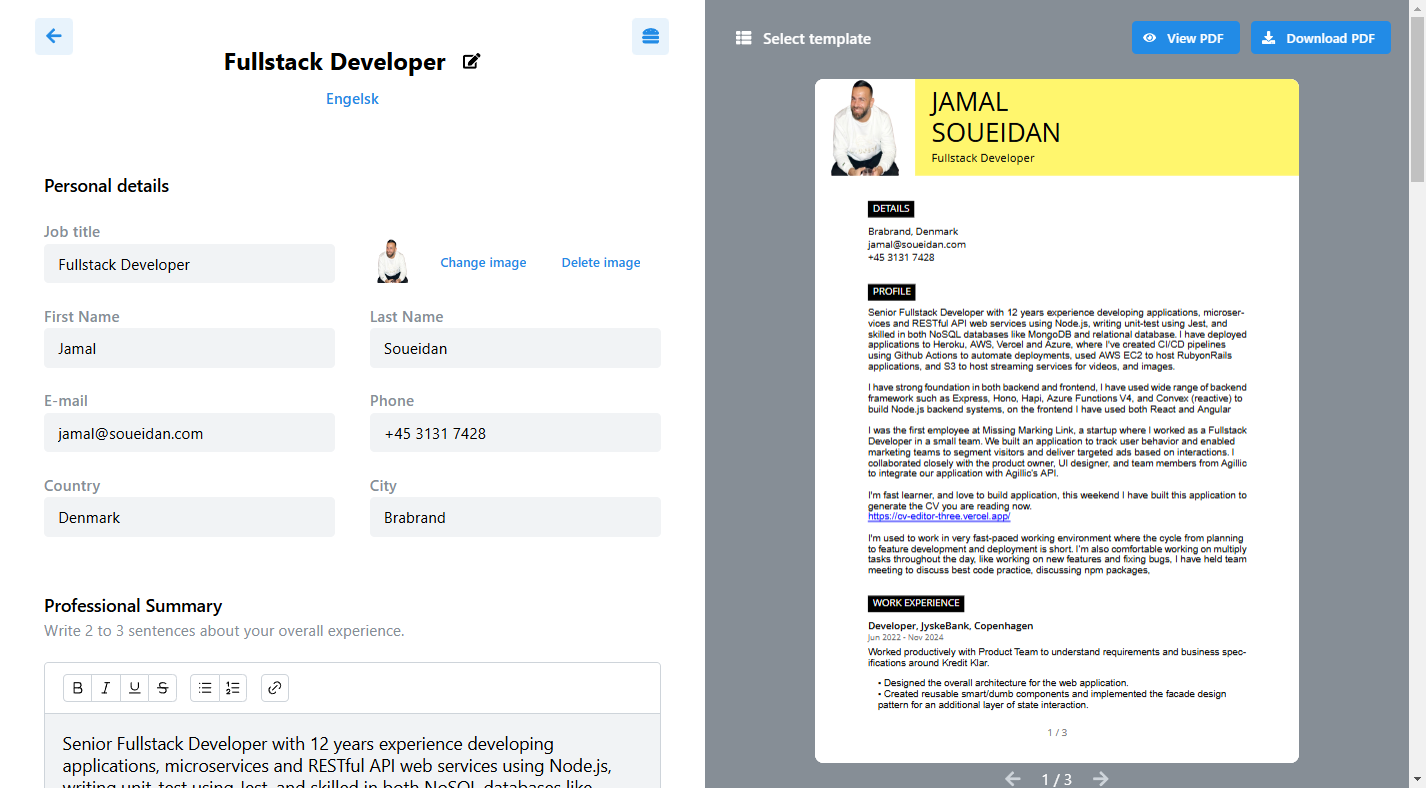 Fullstack Developer
Engelsk
Personal details
Job title
Fullstack Developer
Change image
Delete image
First Name
Last Name
Jamal
Soueidan
E-mail
Phone
jamal@soueidan.com
+45 3131 7428
Country
City
Denmark
Brabrand
Professional Summary
Write 2 to 3 sentences about your overall experience.
B I U S
Senior Fullstack Developer with 12 years experience developing
applications, microservices and RESTful API web services using Node.js,
writing unit-test using Jest, and skilled in both NoSQL databases like
Select template
View PDF
Download PDF
JAMAL
SOUEIDAN
Fullstack Developer
DETAILS
Brabrand, Denmark
jamal@soueidan.com
+45 3131 7428
PROFILE
Senior Fullstack Developer with 12 years experience developing applications, microser-
vices and RESTful API web services using Node.js, writing unit-test using Jest, and
skilled in both NoSQL databases like MongoDB and relational database. I have deployed
applications to Heroku, AWS, Vercel and Azure, where I've created CI/CD pipelines
using Github Actions to automate deployments, used AWS EC2 to host RubyonRails
applications, and S3 to host streaming services for videos, and images.
I have strong foundation in both backend and frontend, I have used wide range of backend
framework such as Express, Hono, Hapi, Azure Functions V4, and Convex (reactive) to
build Node.js backend systems, on the frontend I have used both React and Angular
I was the first employee at Missing Marking Link, a startup where I worked as a Fullstack
Developer in a small team. We built an application to track user behavior and enabled
marketing teams to segment visitors and deliver targeted ads based on interactions. I
collaborated closely with the product owner, UI designer, and team members from Agillic
to integrate our application with Agillic's API.
I'm fast learner, and love to build application, this weekend I have built this application to
generate the CV you are reading now.
https://cv-editor-three.vercel.app/
I'm used to work in very fast-paced working environment where the cycle from planning
to feature development and deployment is short. I'm also comfortable working on multiply
tasks throughout the day, like working on new features and fixing bugs, I have held team
meeting to discuss best code practice, discussing npm packages,
WORK EXPERIENCE
Developer, JyskeBank, Copenhagen
Jun 2022 - Nov 2024
Worked productively with Product Team to understand requirements and business spec-
ifications around Kredit Klar.
• Designed the overall architecture for the web application.
• Created reusable smart/dumb components and implemented the facade design
pattern for an additional layer of state interaction.
1 / 3
1 / 3